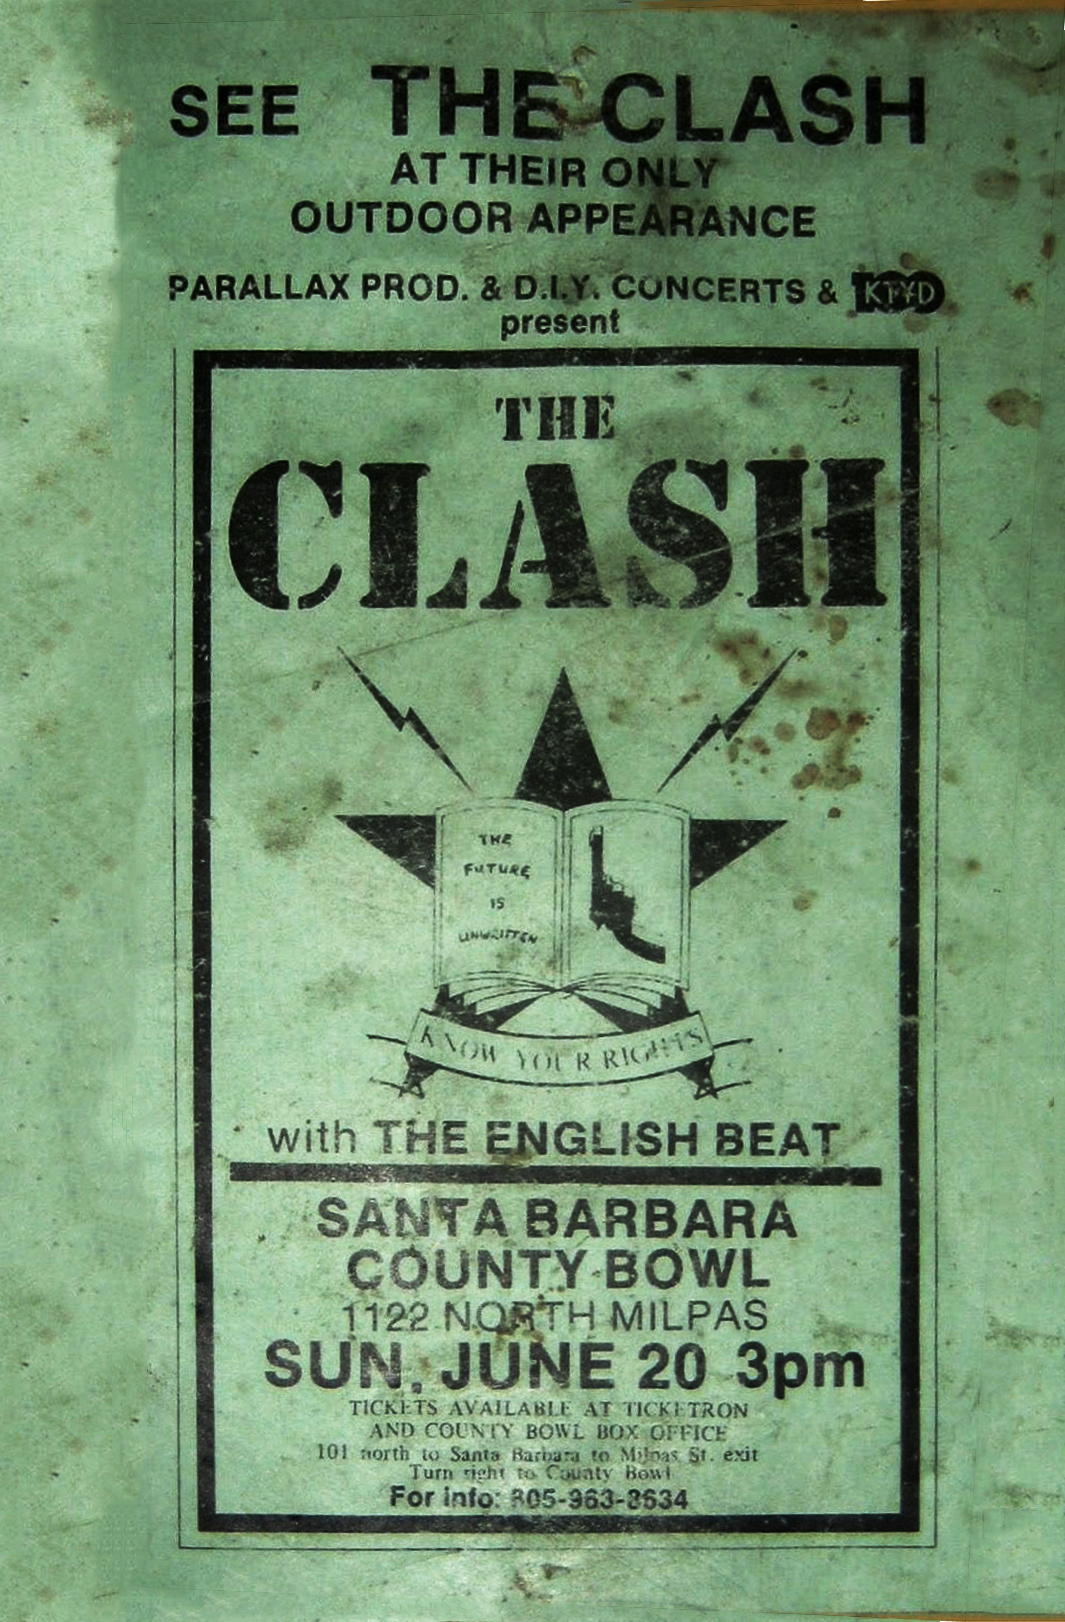 SEE THE CLASH
AT THEIR ONLY
OUTDOOR APPEARANCE
PARALLAX PROD. & D.I.Y. CONCERTS & KTYD
present
THE
CLASH
THE
FUTURE
IS
UNWRITTEN
KNOW YOUR RIGHTS
with THE ENGLISH BEAT
SANTA BARBARA
COUNTY BOWL
1122 NORTH MILPAS
SUN, JUNE 20 3pm
TICKETS AVAILABLE AT TICKETRON
AND COUNTY BOWL BOX OFFICE
101 north to Santa Barbara to Milpas St. exit
Turn right to County Bowl
For info: